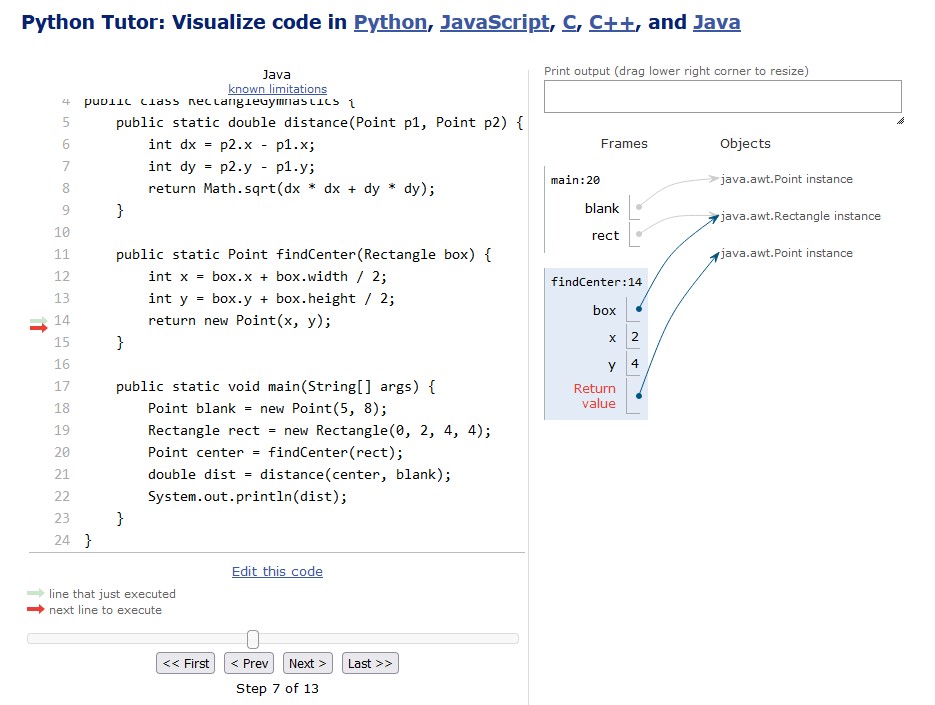 Python Tutor: Visualize code in Python, JavaScript, C, C++, and Java
Java
known limitations
4 public class RectangleGymnastics {
5     public static double distance(Point p1, Point p2) {
6         int dx = p2.x - p1.x;
7         int dy = p2.y - p1.y;
8         return Math.sqrt(dx * dx + dy * dy);
9     }
10
11     public static Point findCenter(Rectangle box) {
12         int x = box.x + box.width / 2;
13         int y = box.y + box.height / 2;
14         return new Point(x, y);
15     }
16
17     public static void main(String[] args) {
18         Point blank = new Point(5, 8);
19         Rectangle rect = new Rectangle(0, 2, 4, 4);
20         Point center = findCenter(rect);
21         double dist = distance(center, blank);
22         System.out.println(dist);
23     }
24 }
Edit this code
line that just executed
next line to execute
<< First < Prev Next > Last >>
Step 7 of 13
Print output (drag lower right corner to resize)
Frames Objects
main:20
blank
rect
java.awt.Point instance
java.awt.Rectangle instance
java.awt.Point instance
findCenter:14
box
x 2
y 4
Return
value